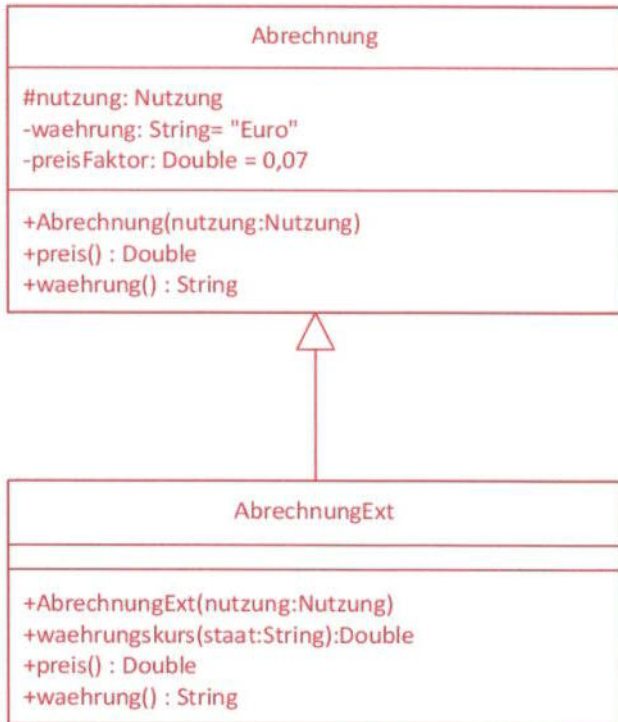 Abrechnung
#nutzung: Nutzung
-waehrung: String= "Euro"
-preisFaktor: Double = 0,07
+Abrechnung(nutzung:Nutzung)
+preis() : Double
+waehrung() : String
AbrechnungExt
+AbrechnungExt(nutzung:Nutzung)
+waehrungskurs(staat:String):Double
+preis() : Double
+waehrung() : String